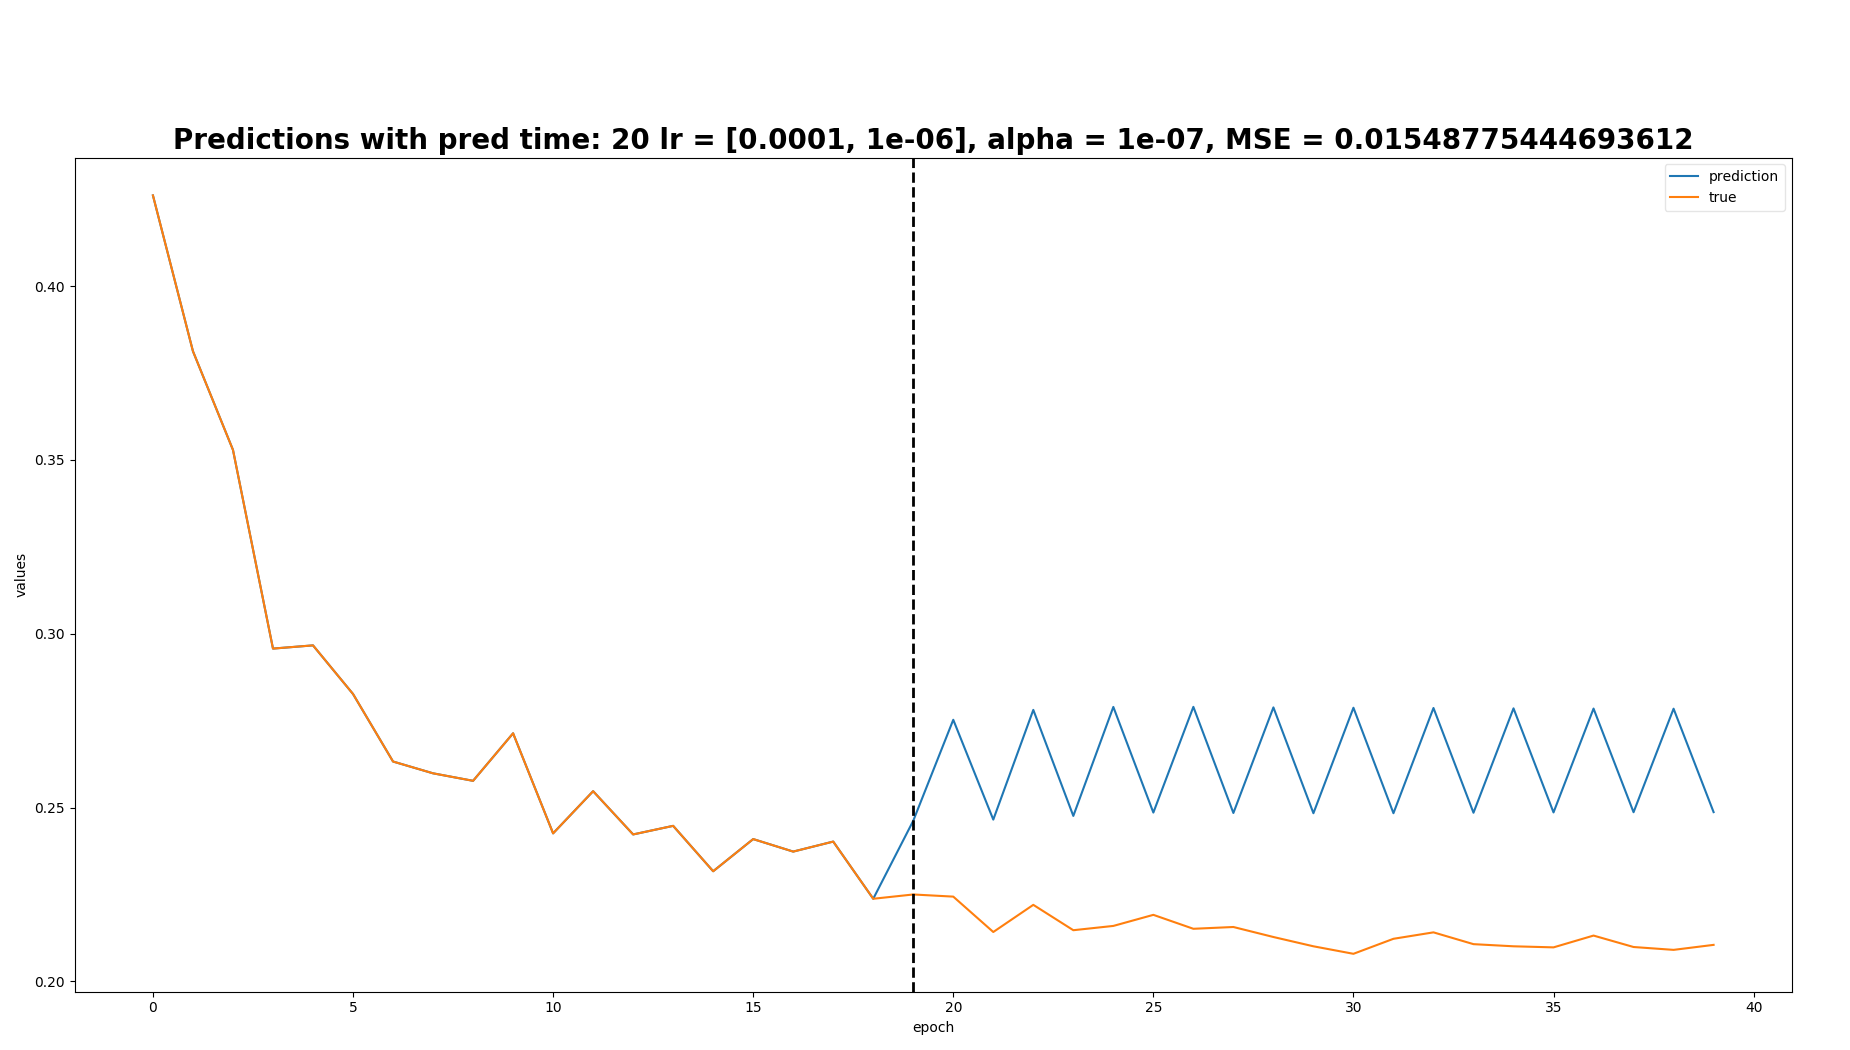 Predictions with pred time: 20 lr = [0.0001, 1e-06], alpha = 1e-07, MSE = 0.01548775444693612
prediction
true
0.40
0.35
0.30
0.25
0.20
values
0 5 10 15 20 25 30 35 40
epoch